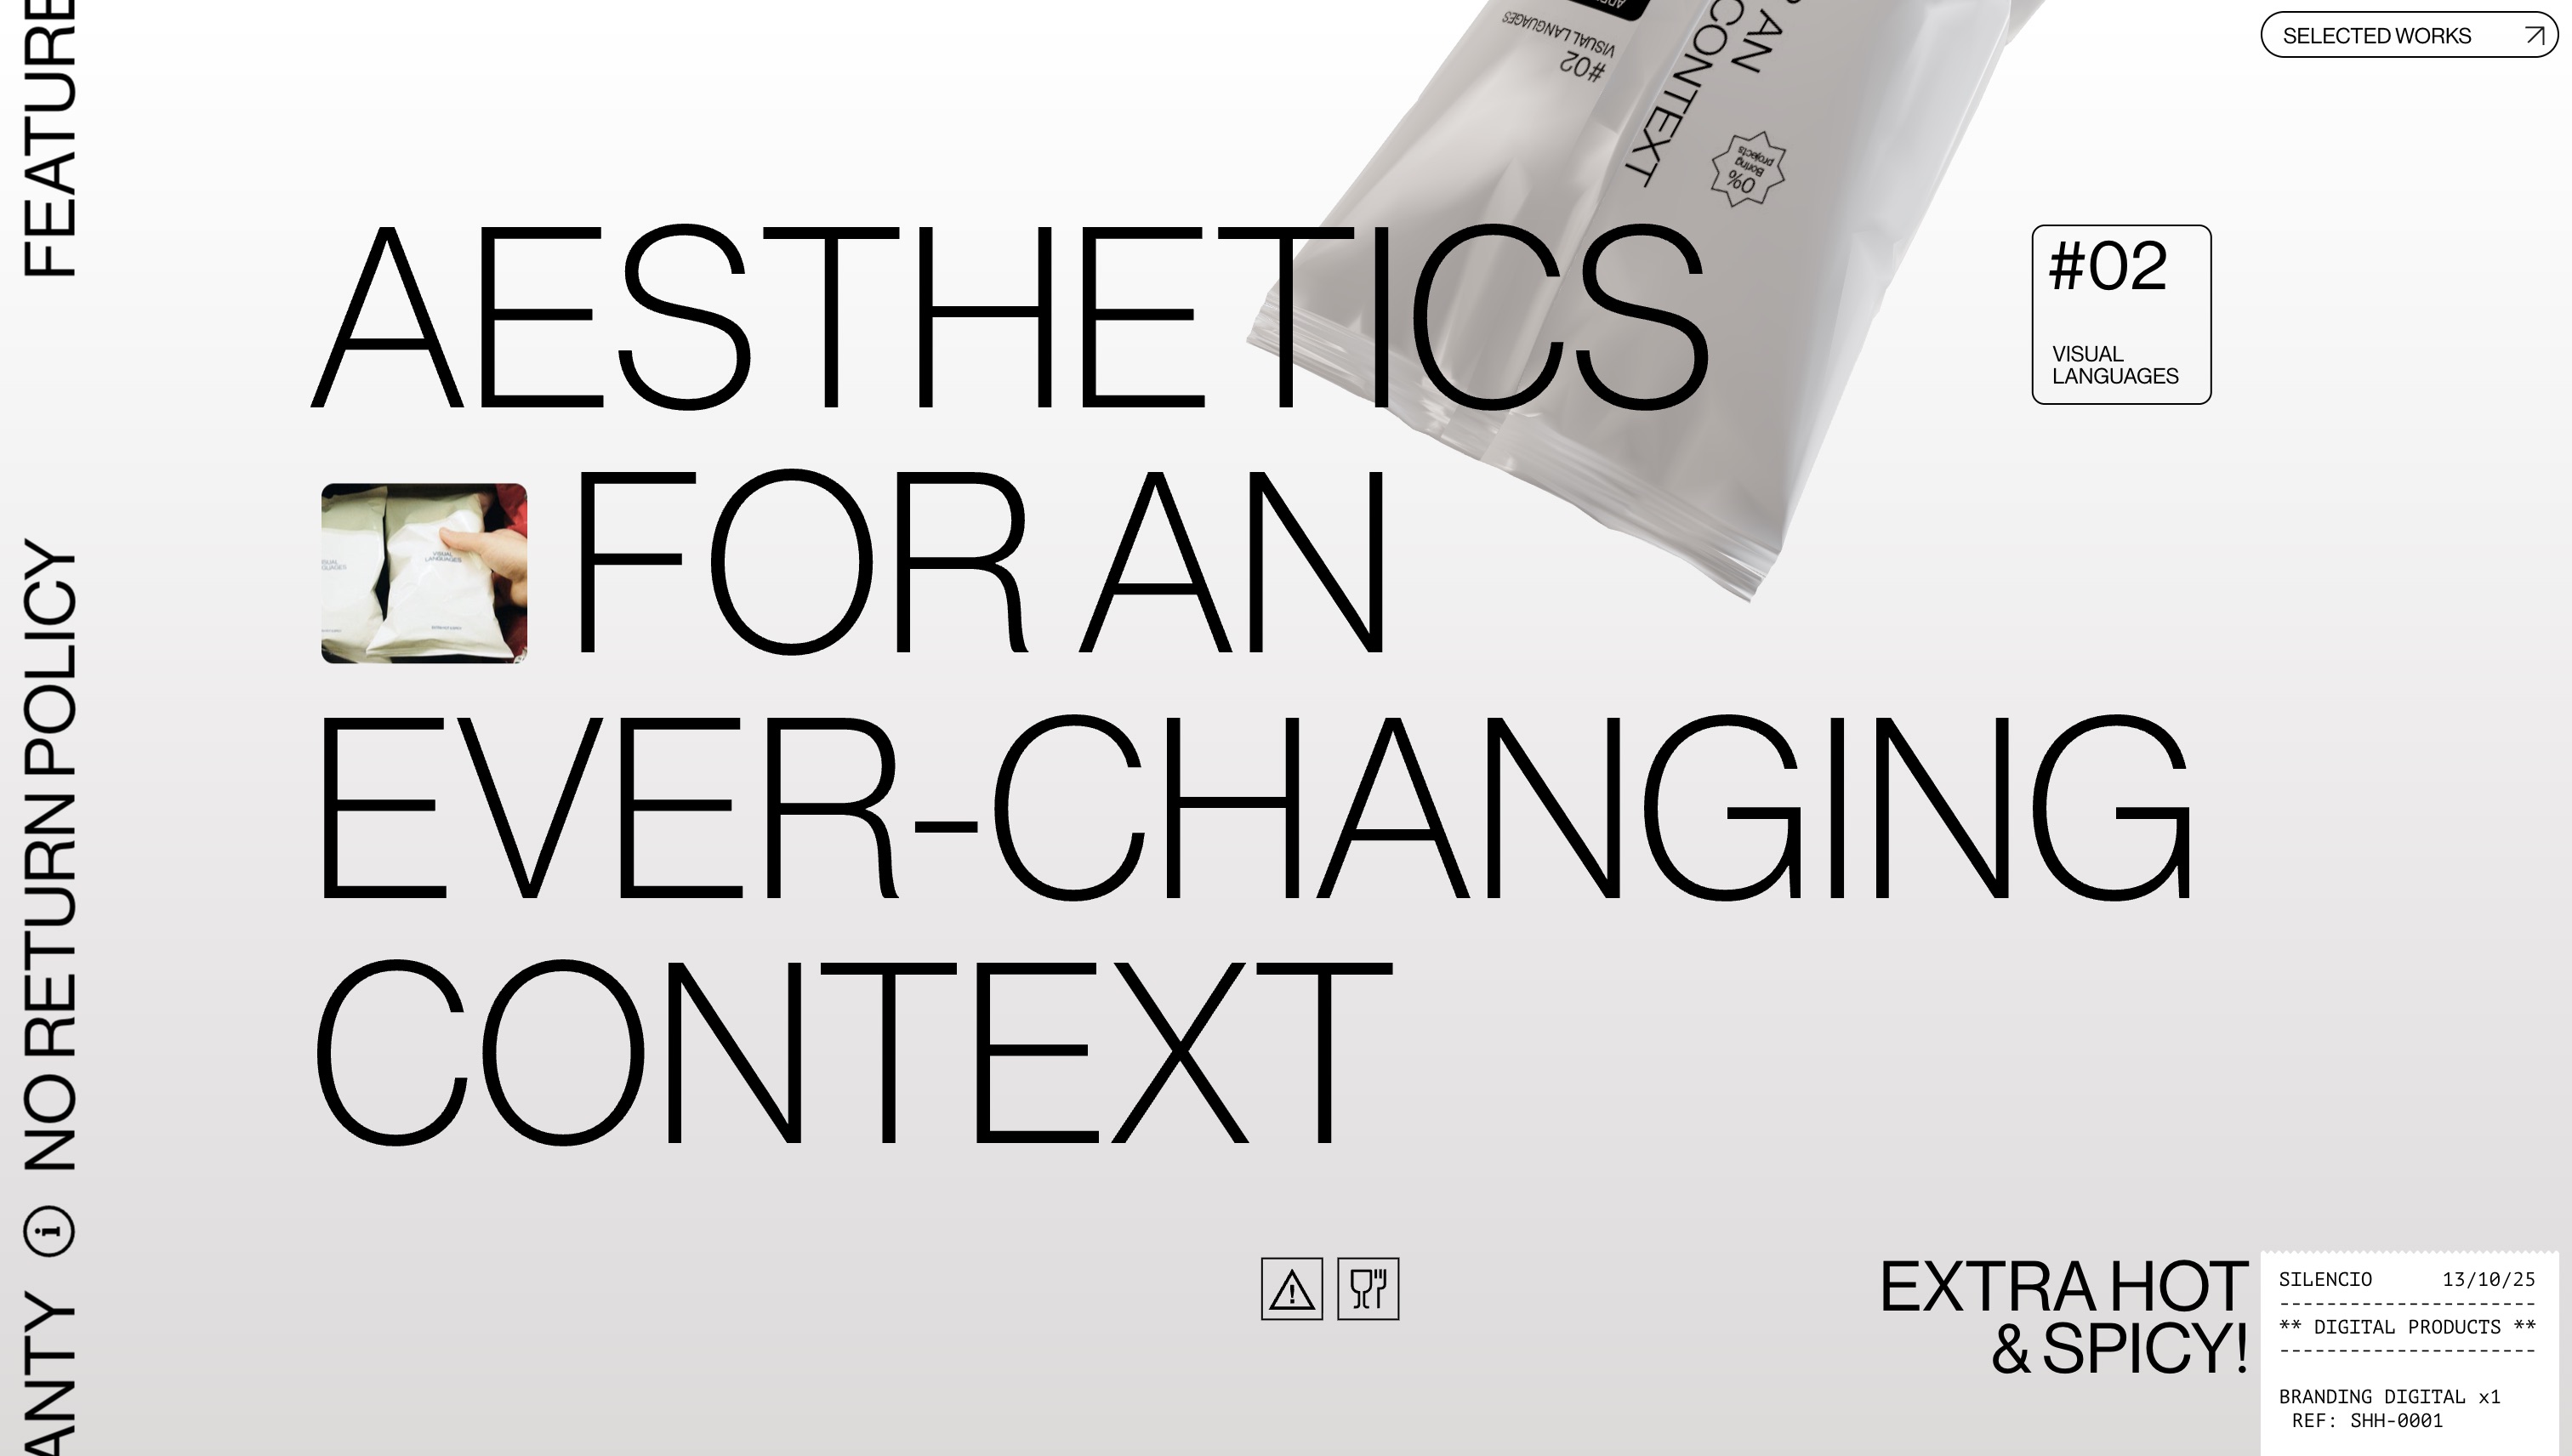 FEATURE
NO RETURN POLICY
ANTY
SELECTED WORKS
VISUAL LANGUAGES
#02
AN
CONTEXT
0%
Boring
projects
AESTHETICS
FOR AN
EVER-CHANGING
CONTEXT
#02
VISUAL
LANGUAGES
VISUAL
LANGUAGES
EXTRA HOT
& SPICY!
SILENCIO 13/10/25
** DIGITAL PRODUCTS **
BRANDING DIGITAL x1
REF: SHH-0001